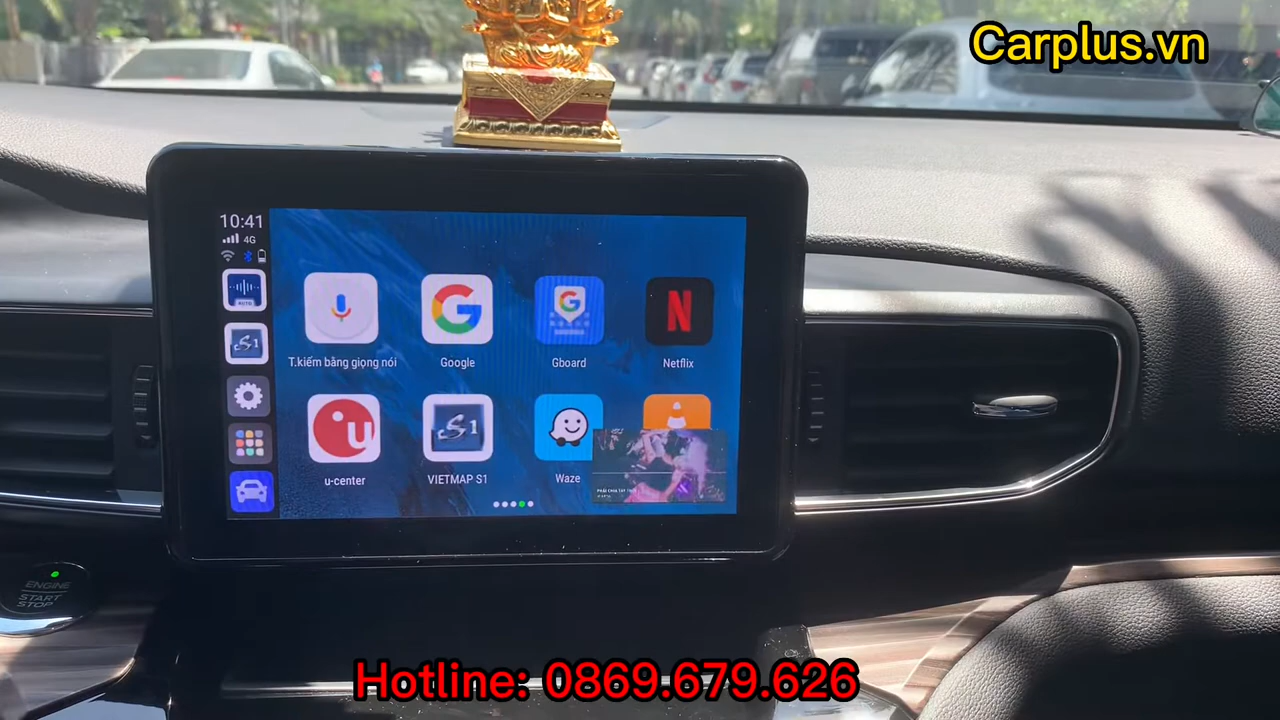 Carplus.vn
10:41
4G
T.kiếm bằng giọng nói
Google
Gboard
Netflix
u-center
VIETMAP S1
Waze
ENGINE
START
STOP
Hotline: 0869.679.626